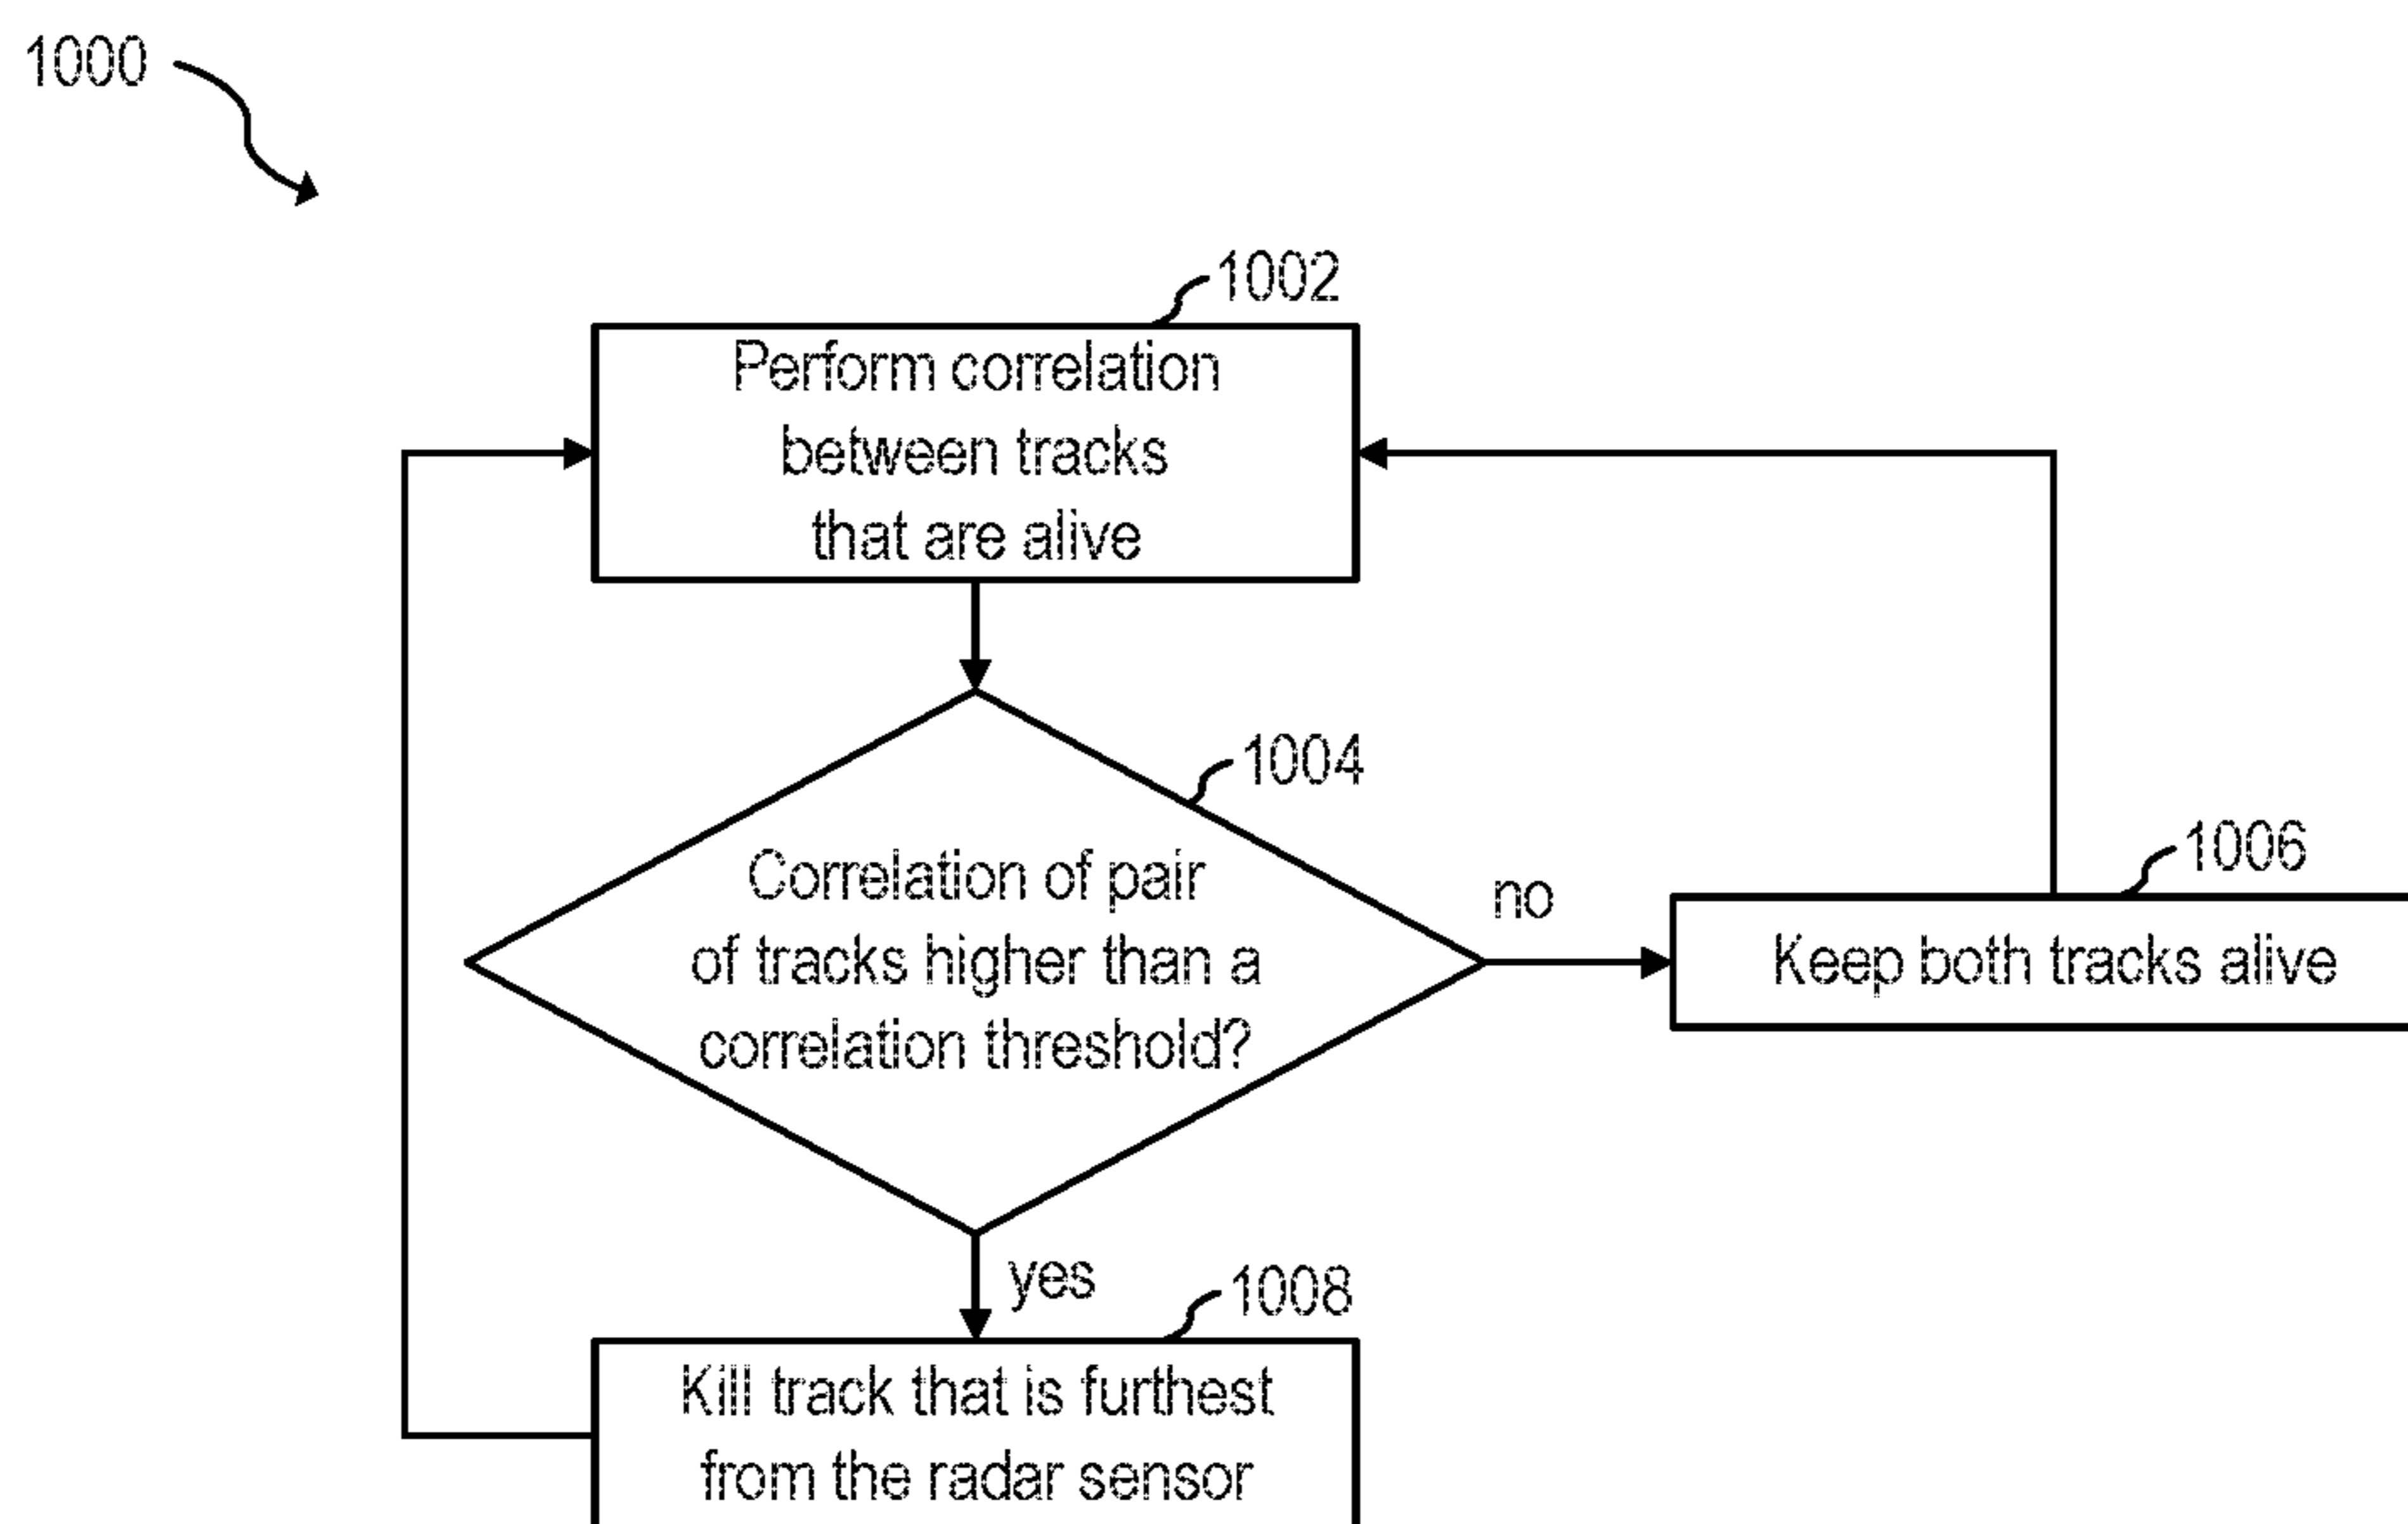 1000
1002
Perform correlation
between tracks
that are alive
1004
Correlation of pair
of tracks higher than a
correlation threshold?
no
1006
Keep both tracks alive
yes
1008
Kill track that is furthest
from the radar sensor